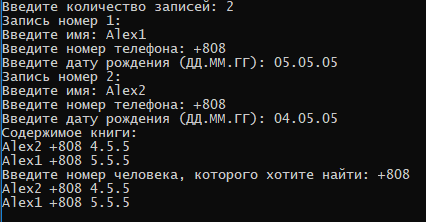 Введите количество записей: 2
Запись номер 1:
Введите имя: Alex1
Введите номер телефона: +808
Введите дату рождения (ДД.ММ.ГГ): 05.05.05
Запись номер 2:
Введите имя: Alex2
Введите номер телефона: +808
Введите дату рождения (ДД.ММ.ГГ): 04.05.05
Содержимое книги:
Alex2 +808 4.5.5
Alex1 +808 5.5.5
Введите номер человека, которого хотите найти: +808
Alex2 +808 4.5.5
Alex1 +808 5.5.5